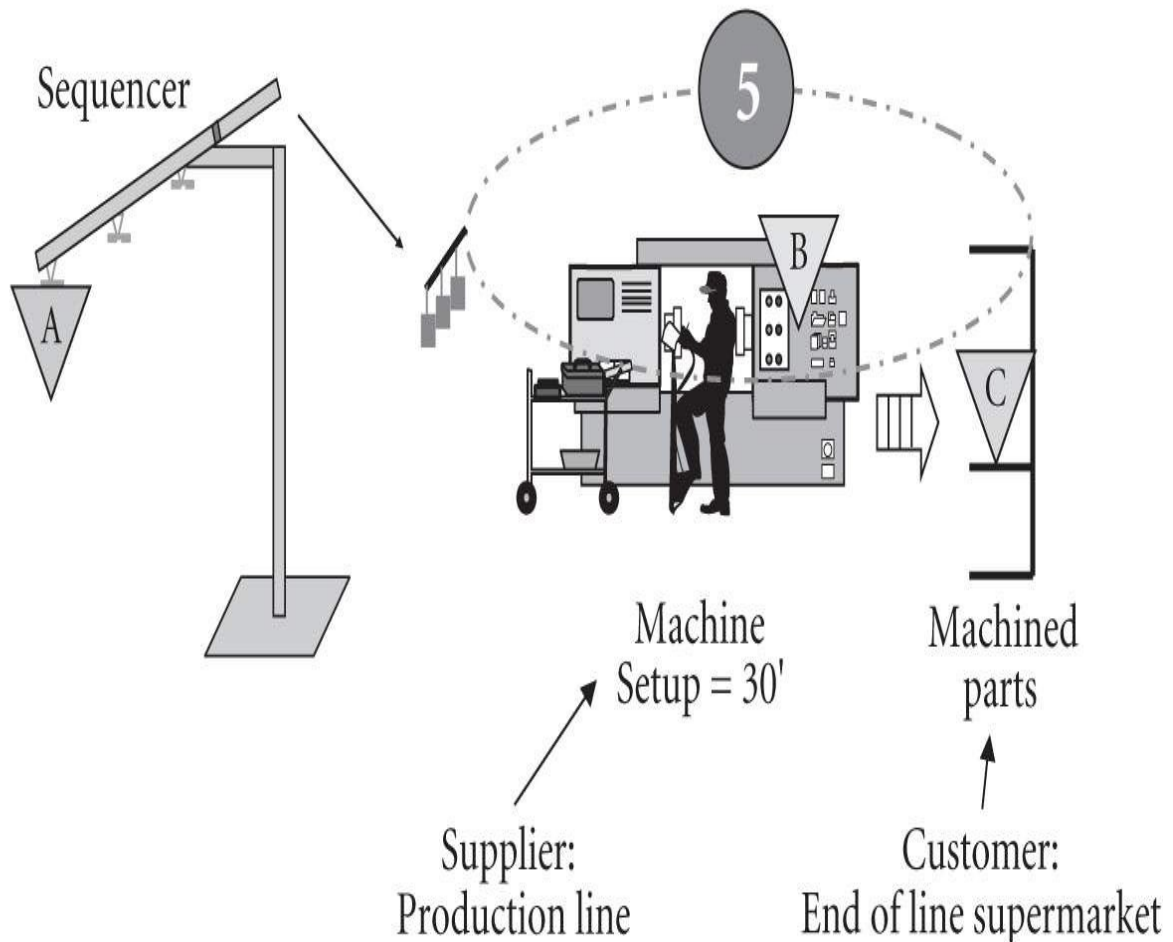 Sequencer
5
A
B
C
Machine
Setup = 30'
Machined
parts
Supplier:
Production line
Customer:
End of line supermarket